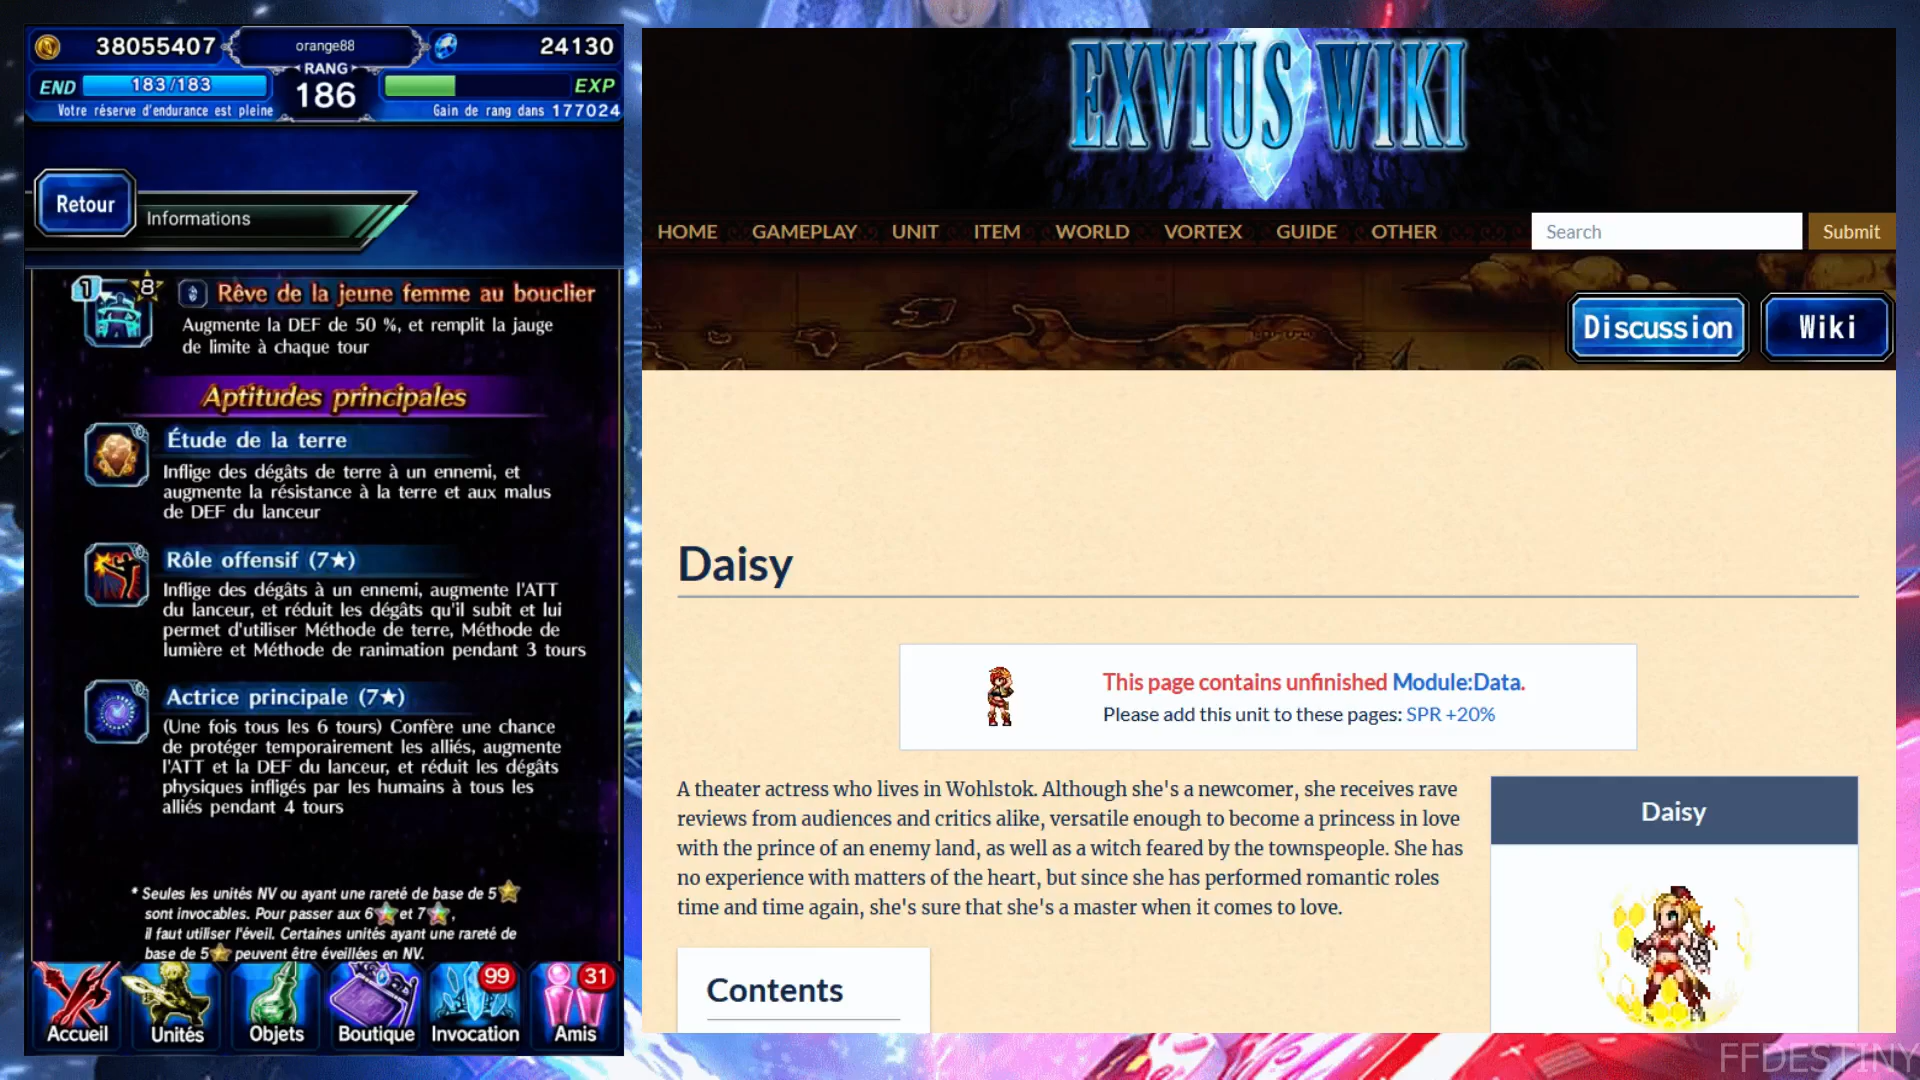 38055407
orange88
24130
RANG
END
183/183
186
EXP
Votre réserve d'endurance est pleine
Gain de rang dans 177024
Retour
Informations
1
8
Rêve de la jeune femme au bouclier
Augmente la DEF de 50 %, et remplit la jauge
de limite à chaque tour
Aptitudes principales
Étude de la terre
Inflige des dégâts de terre à un ennemi, et
augmente la résistance à la terre et aux malus
de DEF du lanceur
Rôle offensif (7★)
Inflige des dégâts à un ennemi, augmente l'ATT
du lanceur, et réduit les dégâts qu'il subit et lui
permet d'utiliser Méthode de terre, Méthode de
lumière et Méthode de ranimation pendant 3 tours
Actrice principale (7★)
(Une fois tous les 6 tours) Confère une chance
de protéger temporairement les alliés, augmente
l'ATT et la DEF du lanceur, et réduit les dégâts
physiques infligés par les humains à tous les
alliés pendant 4 tours
* Seules les unités NV ou ayant une rareté de base de 5
sont invocables. Pour passer aux 6 et 7 ,
il faut utiliser l'éveil. Certaines unités ayant une rareté de
base de 5 peuvent être éveillées en NV.
99
31
Accueil
Unités
Objets
Boutique
Invocation
Amis
EXVIUS WIKI
HOME
GAMEPLAY
UNIT
ITEM
WORLD
VORTEX
GUIDE
OTHER
Search
Submit
Discussion
Wiki
Daisy
This page contains unfinished Module:Data.
Please add this unit to these pages: SPR +20%
A theater actress who lives in Wohlstok. Although she's a newcomer, she receives rave
reviews from audiences and critics alike, versatile enough to become a princess in love
with the prince of an enemy land, as well as a witch feared by the townspeople. She has
no experience with matters of the heart, but since she has performed romantic roles
time and time again, she's sure that she's a master when it comes to love.
Daisy
Contents
FFDESTINY